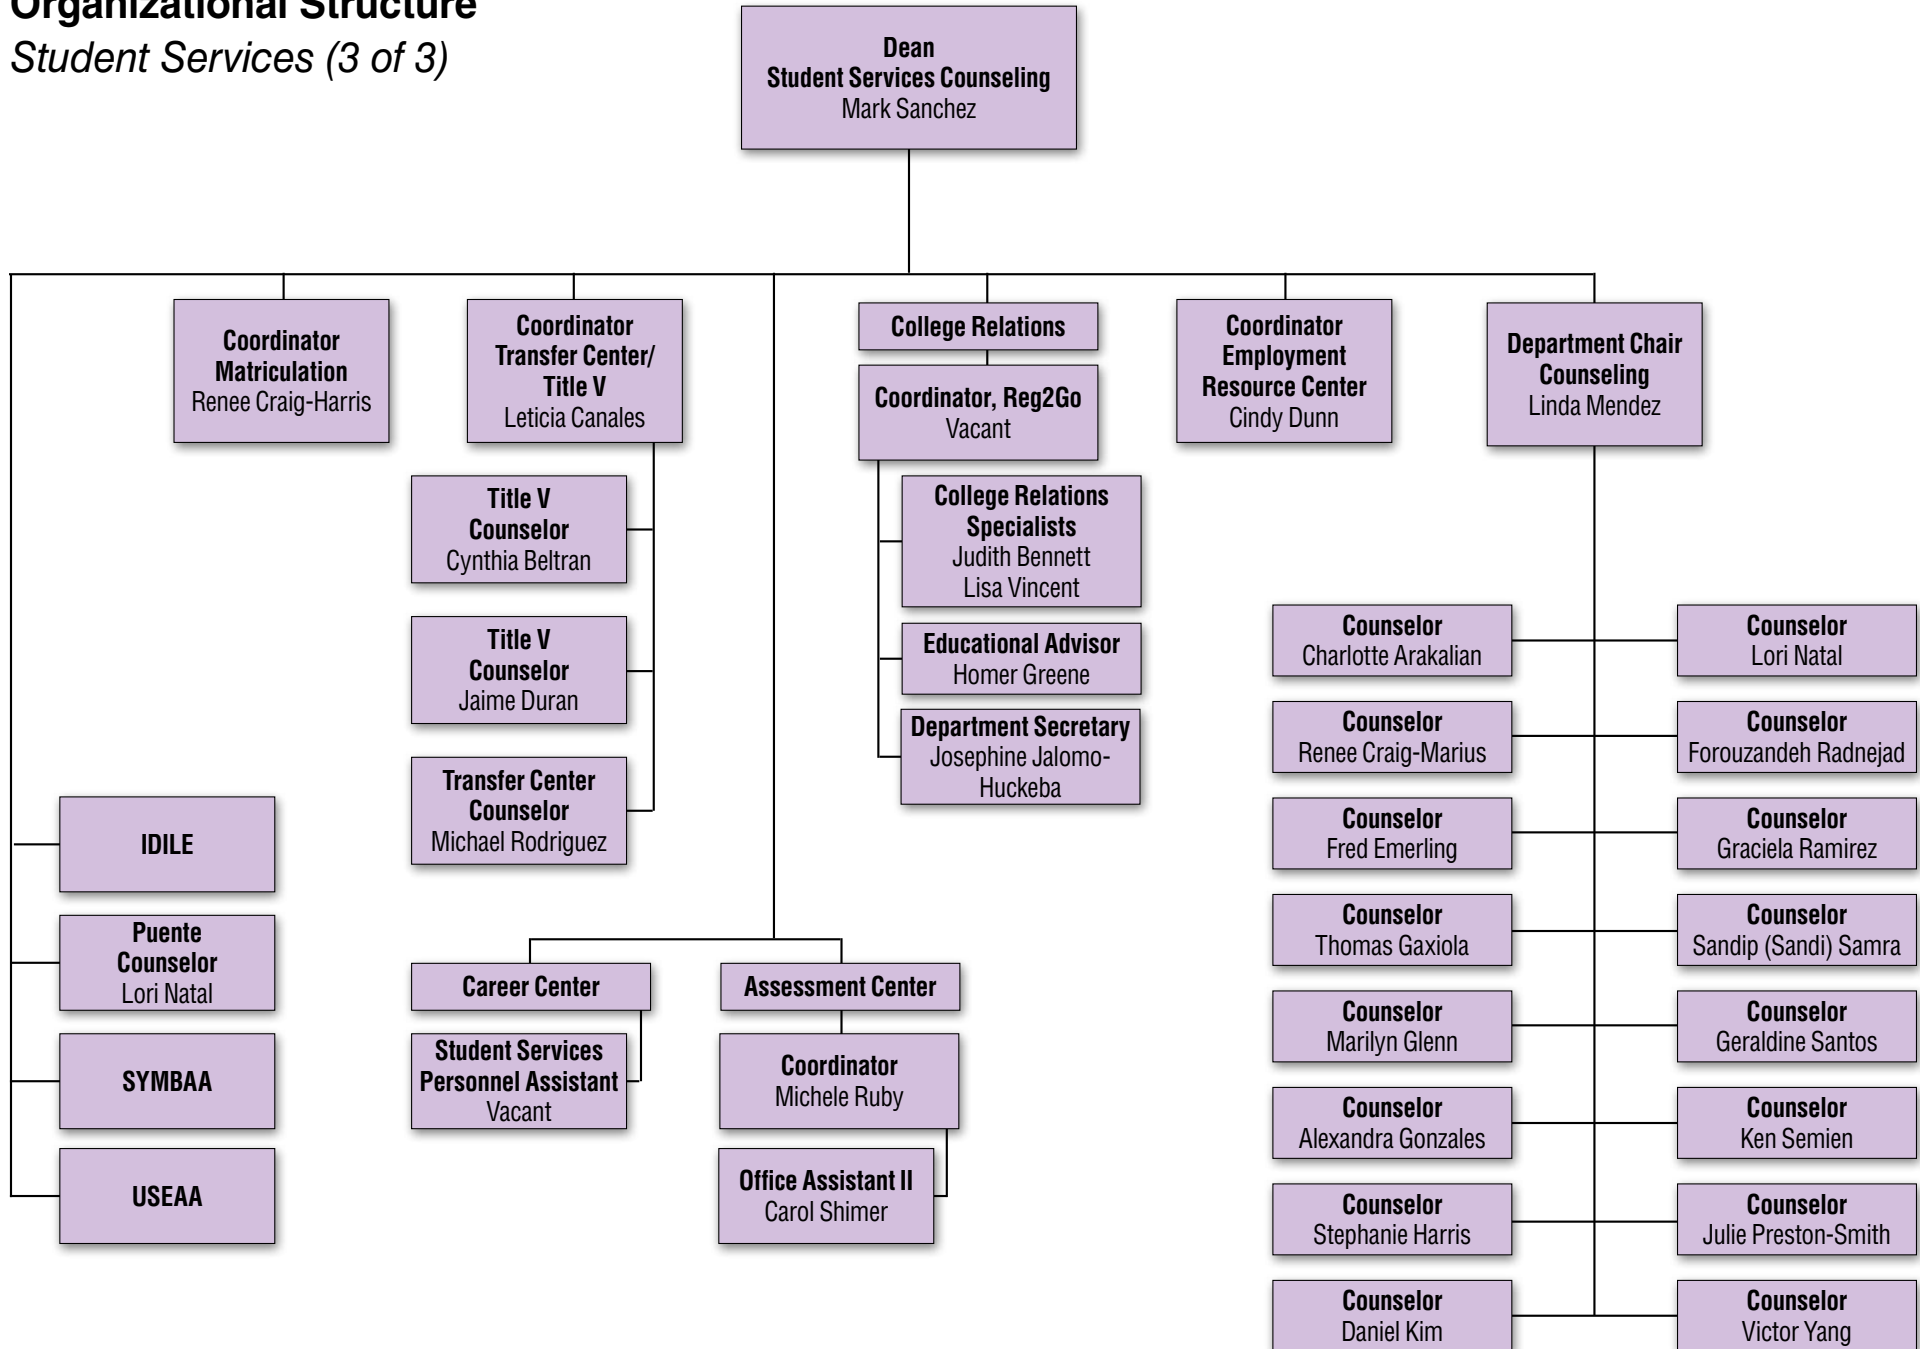 Organizational Structure
Student Services (3 of 3)
Dean
Student Services Counseling
Mark Sanchez
Coordinator
Matriculation
Renee Craig-Harris
Coordinator
Transfer Center/
Title V
Leticia Canales
Title V
Counselor
Cynthia Beltran
Title V
Counselor
Jaime Duran
Transfer Center
Counselor
Michael Rodriguez
College Relations
Coordinator, Reg2Go
Vacant
College Relations
Specialists
Judith Bennett
Lisa Vincent
Educational Advisor
Homer Greene
Department Secretary
Josephine Jalomo-
Huckeba
Coordinator
Employment
Resource Center
Cindy Dunn
Department Chair
Counseling
Linda Mendez
IDILE
Puente
Counselor
Lori Natal
SYMBAA
USEAA
Career Center
Student Services
Personnel Assistant
Vacant
Assessment Center
Coordinator
Michele Ruby
Office Assistant II
Carol Shimer
Counselor
Charlotte Arakalian
Counselor
Renee Craig-Marius
Counselor
Fred Emerling
Counselor
Thomas Gaxiola
Counselor
Marilyn Glenn
Counselor
Alexandra Gonzales
Counselor
Stephanie Harris
Counselor
Daniel Kim
Counselor
Lori Natal
Counselor
Forouzandeh Radnejad
Counselor
Graciela Ramirez
Counselor
Sandip (Sandi) Samra
Counselor
Geraldine Santos
Counselor
Ken Semien
Counselor
Julie Preston-Smith
Counselor
Victor Yang